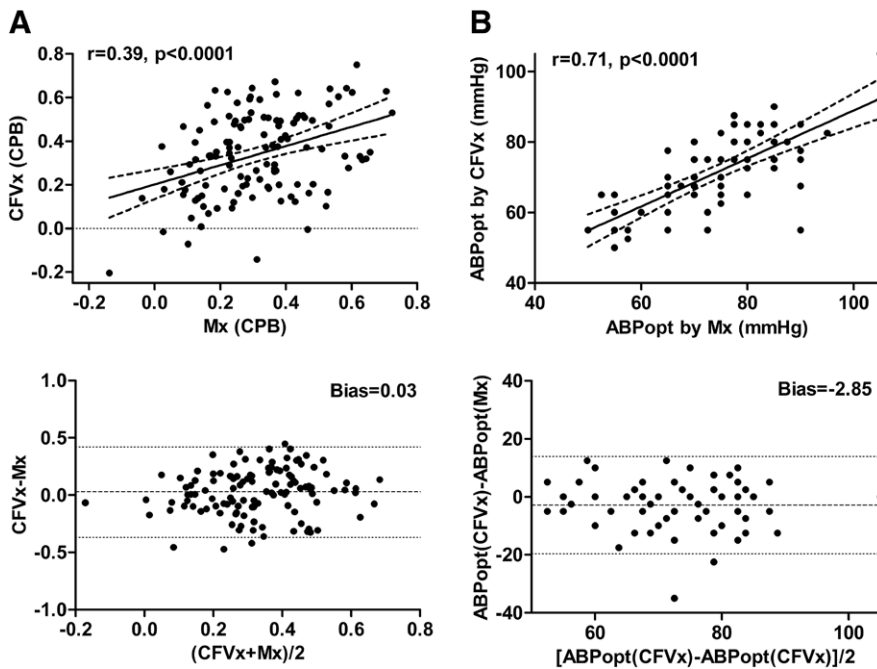 A
r=0.39, p<0.0001
CFVx (CPB)
0.8
0.6
0.4
0.2
0.0
-0.2
-0.2 0.0 0.2 0.4 0.6 0.8
Mx (CPB)
B
r=0.71, p<0.0001
ABPopt by CFVx (mmHg)
100
80
60
40
40 60 80 100
ABPopt by Mx (mmHg)
Bias=0.03
CFVx-Mx
1.0
0.5
0.0
-0.5
-1.0
-0.2 0.0 0.2 0.4 0.6 0.8
(CFVx+Mx)/2
Bias=-2.85
ABPopt(CFVx)-ABPopt(Mx)
40
20
0
-20
-40
60 80 100
[ABPopt(CFVx)-ABPopt(CFVx)]/2